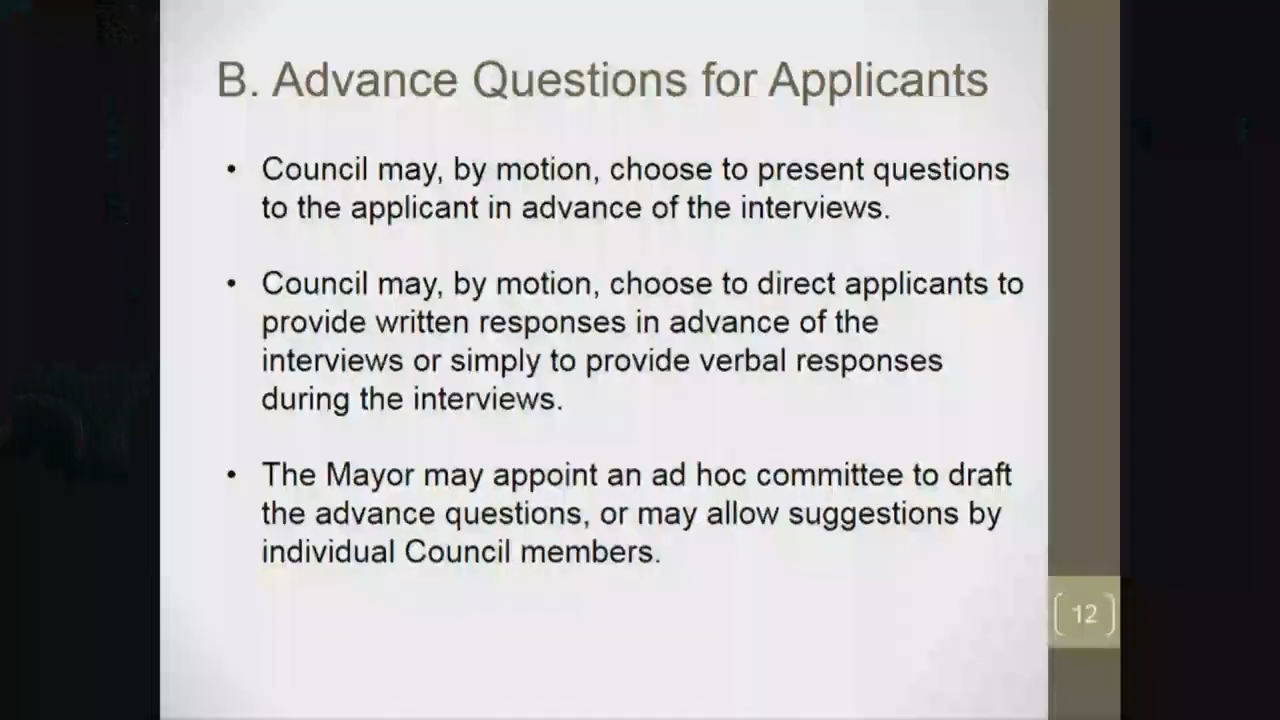 B. Advance Questions for Applicants
• Council may, by motion, choose to present questions
to the applicant in advance of the interviews.
• Council may, by motion, choose to direct applicants to
provide written responses in advance of the
interviews or simply to provide verbal responses
during the interviews.
• The Mayor may appoint an ad hoc committee to draft
the advance questions, or may allow suggestions by
individual Council members.
12